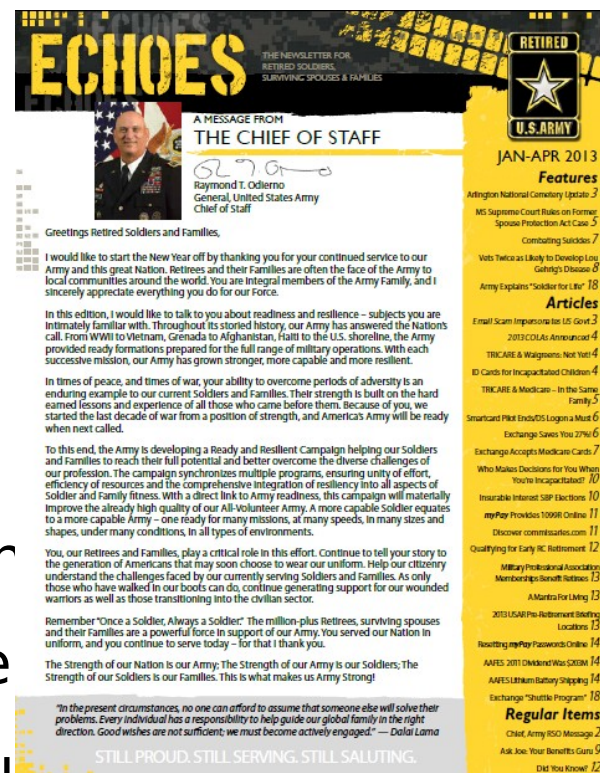 ECHOES
THE NEWSLETTER FOR
RETIRED SOLDIERS,
SURVIVING SPOUSES & FAMILIES
RETIRED
U.S.ARMY
A MESSAGE FROM
THE CHIEF OF STAFF
Raymond T. Odierno
General, United States Army
Chief of Staff
Greetings Retired Soldiers and Families,
I would like to start the New Year off by thanking you for your continued service to our
Army and this great Nation. Retirees and their Families are often the face of the Army to
local communities around the world. You are integral members of the Army Family, and I
sincerely appreciate everything you do for our Force.
In this edition, I would like to talk to you about readiness and resilience – subjects you are
intimately familiar with. Throughout its storied history, our Army has answered the Nation's
call. From WWII to Vietnam, Grenada to Afghanistan, Haiti to the U.S. shoreline, the Army
provided ready formations prepared for the full range of military operations. With each
successive mission, our Army has grown stronger, more capable and more resilient.
In times of peace, and times of war, your ability to overcome periods of adversity is an
enduring example to our current Soldiers and Families. Their strength is built on the hard
earned lessons and experience of all those who came before them. Because of you, we
started the last decade of war from a position of strength, and America's Army will be ready
when next called.
To this end, the Army is developing a Ready and Resilient Campaign helping our Soldiers
and Families to reach their full potential and better overcome the diverse challenges of
our profession. The campaign synchronizes multiple programs, ensuring unity of effort,
efficiency of resources and the comprehensive integration of resiliency into all aspects of
Soldier and Family fitness. With a direct link to Army readiness, this campaign will materially
improve the already high quality of our All-Volunteer Army. A more capable Soldier equates
to a more capable Army – one ready for many missions, at many speeds, in many sizes and
shapes, under many conditions, in all types of environments.
You, our Retirees and Families, play a critical role in this effort. Continue to tell your story to
the generation of Americans that may soon choose to wear our uniform. Help our citizenry
understand the challenges faced by our currently serving Soldiers and Families. As only
those who have walked in our boots can do, continue generating support for our wounded
warriors as well as those transitioning into the civilian sector.
Remember "Once a Soldier, Always a Soldier." The million-plus Retirees, surviving spouses
and their Families are a powerful force in support of our Army. You served our Nation in
uniform, and you continue to serve today – for that I thank you.
The Strength of our Nation is our Army; The Strength of our Army is our Soldiers; The
Strength of our Soldiers is our Families. This is what makes us Army Strong!
"In the present circumstances, no one can afford to assume that someone else will solve their
problems. Every individual has a responsibility to help guide our global family in the right
direction. Good wishes are not sufficient; we must become actively engaged." — Dalai Lama
STILL PROUD. STILL SERVING. STILL SALUTING.
JAN-APR 2013
Features
Arlington National Cemetery Update 3
MS Supreme Court Rules on Former
Spouse Protection Act Case 5
Combating Suicides 7
Vets Twice as Likely to Develop Lou
Gehrig's Disease 8
Army Explains "Soldier for Life" 18
Articles
Email Scam Impersonates US Govt 3
2013 COLAs Announced 4
TRICARE & Walgreens: Not Yet! 4
ID Cards for Incapacitated Children 4
TRICARE & Medicare – In the Same
Family 5
Smartcard Pilot Ends/DS Logon a Must 6
Exchange Saves You 27%! 6
Exchange Accepts Medicare Cards 7
Who Makes Decisions for You When
You're Incapacitated? 10
Insurable Interest SBP Elections 10
myPay Provides 1099R Online 11
Discover commissaries.com 11
Qualifying for Early RC Retirement 12
Military Professional Association
Memberships Benefit Retirees 13
A Mantra For Living 13
2013 USAR Pre-Retirement Briefing
Locations 13
Resetting myPay Passwords Online 14
AAFES 2011 Dividend Was $203M 14
AAFES Lithium Battery Shipping 14
Exchange "Shuttle Program" 18
Regular Items
Chief, Army RSO Message 2
Ask Joe: Your Benefits Guru 9
Did You Know? 12